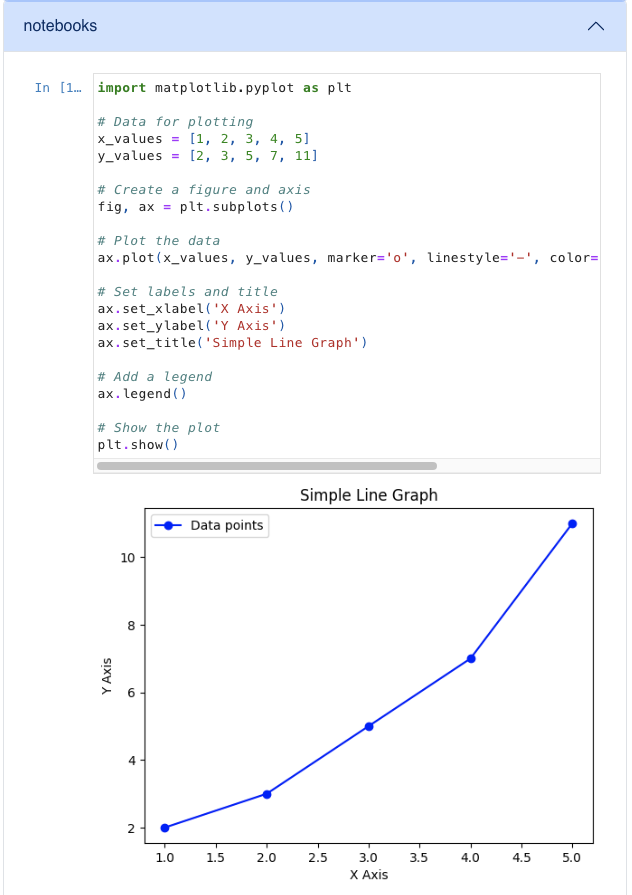 notebooks
In [1…
import matplotlib.pyplot as plt
# Data for plotting
x_values = [1, 2, 3, 4, 5]
y_values = [2, 3, 5, 7, 11]
# Create a figure and axis
fig, ax = plt.subplots()
# Plot the data
ax.plot(x_values, y_values, marker='o', linestyle='-', color=
# Set labels and title
ax.set_xlabel('X Axis')
ax.set_ylabel('Y Axis')
ax.set_title('Simple Line Graph')
# Add a legend
ax.legend()
# Show the plot
plt.show()
Simple Line Graph
Data points
10
8
6
4
2
Y Axis
1.0 1.5 2.0 2.5 3.0 3.5 4.0 4.5 5.0
X Axis